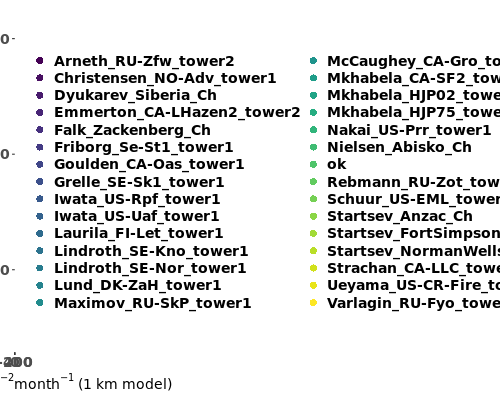 0
Arneth_RU-Zfw_tower2
Christensen_NO-Adv_tower1
Dyukarev_Siberia_Ch
Emmerton_CA-LHazen2_tower2
Falk_Zackenberg_Ch
Friborg_Se-St1_tower1
Goulden_CA-Oas_tower1
Grelle_SE-Sk1_tower1
Iwata_US-Rpf_tower1
Iwata_US-Uaf_tower1
Laurila_FI-Let_tower1
Lindroth_SE-Kno_tower1
Lindroth_SE-Nor_tower1
Lund_DK-ZaH_tower1
Maximov_RU-SkP_tower1
McCaughey_CA-Gro_to
Mkhabela_CA-SF2_tow
Mkhabela_HJP02_towe
Mkhabela_HJP75_towe
Nakai_US-Prr_tower1
Nielsen_Abisko_Ch
ok
Rebmann_RU-Zot_tow
Schuur_US-EML_tower
Startsev_Anzac_Ch
Startsev_FortSimpson
Startsev_NormanWells
Strachan_CA-LLC_towe
Ueyama_US-CR-Fire_to
Varlagin_RU-Fyo_towe
0
0
⁻²month⁻¹ (1 km model)